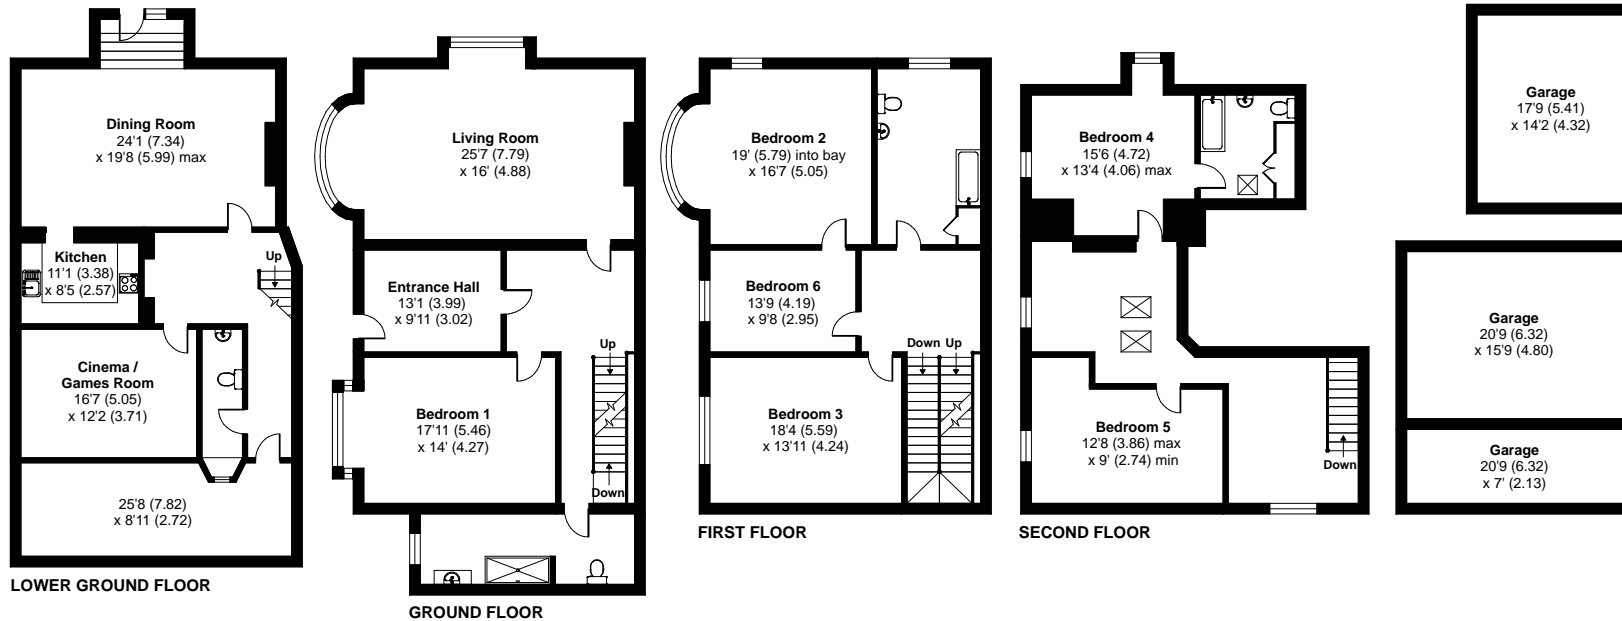 Dining Room
24'1 (7.34)
x 19'8 (5.99) max
Kitchen
11'1 (3.38)
x 8'5 (2.57)
Up
Cinema /
Games Room
16'7 (5.05)
x 12'2 (3.71)
25'8 (7.82)
x 8'11 (2.72)
LOWER GROUND FLOOR
Living Room
25'7 (7.79)
x 16' (4.88)
Entrance Hall
13'1 (3.99)
x 9'11 (3.02)
Up
Bedroom 1
17'11 (5.46)
x 14' (4.27)
Down
GROUND FLOOR
Bedroom 2
19' (5.79) into bay
x 16'7 (5.05)
Bedroom 6
13'9 (4.19)
x 9'8 (2.95)
Down Up
Bedroom 3
18'4 (5.59)
x 13'11 (4.24)
FIRST FLOOR
Bedroom 4
15'6 (4.72)
x 13'4 (4.06) max
Bedroom 5
12'8 (3.86) max
x 9' (2.74) min
Down
SECOND FLOOR
Garage
17'9 (5.41)
x 14'2 (4.32)
Garage
20'9 (6.32)
x 15'9 (4.80)
Garage
20'9 (6.32)
x 7' (2.13)